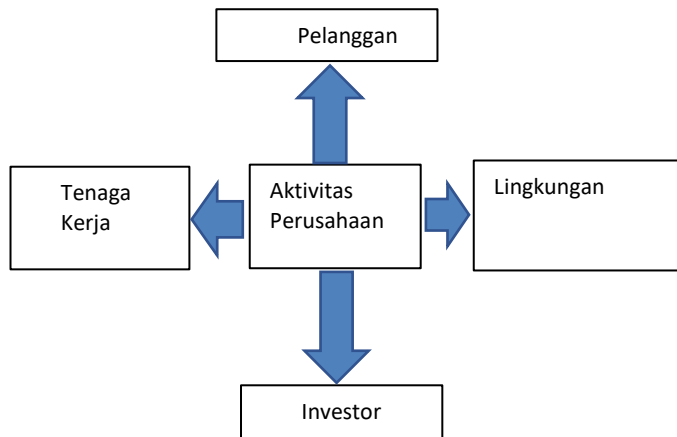 Pelanggan
Tenaga
Kerja
Aktivitas
Perusahaan
Lingkungan
Investor